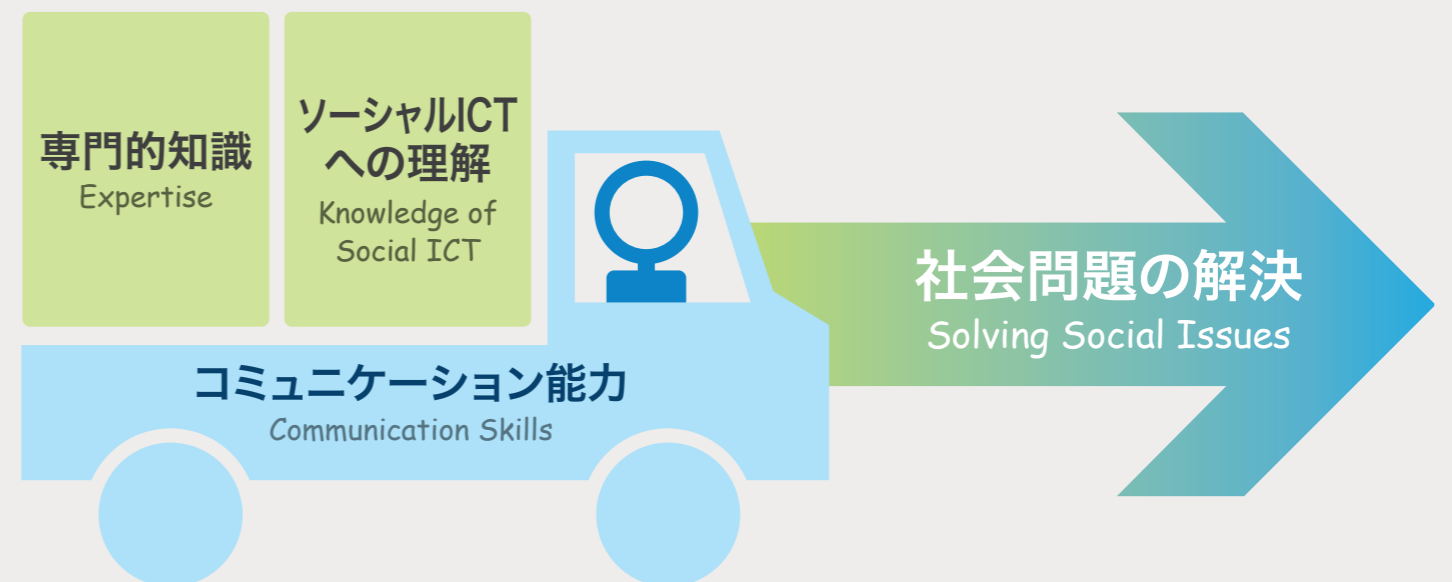 専門的知識
Expertise
ソーシャルICT
への理解
Knowledge of
Social ICT
コミュニケーション能力
Communication Skills
社会問題の解決
Solving Social Issues